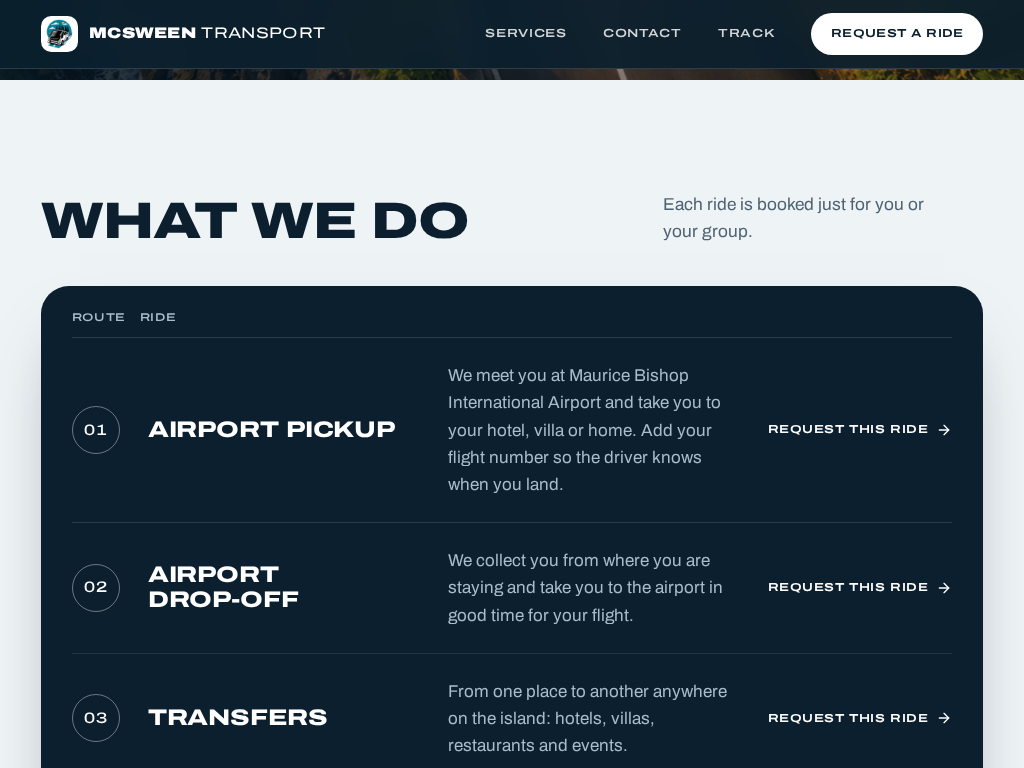 MCSWEEN TRANSPORT
SERVICES
CONTACT
TRACK
REQUEST A RIDE
WHAT WE DO
Each ride is booked just for you or
your group.
ROUTE RIDE
01
AIRPORT PICKUP
We meet you at Maurice Bishop
International Airport and take you to
your hotel, villa or home. Add your
flight number so the driver knows
when you land.
REQUEST THIS RIDE →
02
AIRPORT
DROP-OFF
We collect you from where you are
staying and take you to the airport in
good time for your flight.
REQUEST THIS RIDE →
03
TRANSFERS
From one place to another anywhere
on the island: hotels, villas,
restaurants and events.
REQUEST THIS RIDE →